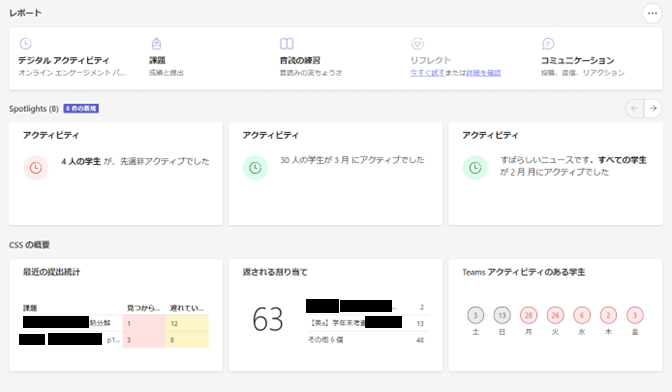 レポート
デジタル アクティビティ
オンライン エンゲージメント パ...
課題
成績と提出
音読の練習
音読みの流ちょうさ
リフレクト
今すぐ試すまたは詳細を確認
コミュニケーション
投稿、返信、リアクション
Spotlights (8) 8 件の新規
アクティビティ
4 人の学生 が、先週非アクティブでした
アクティビティ
30 人の学生が 3 月 にアクティブでした
アクティビティ
すばらしいニュースです。すべての学生
が 2 月 月にアクティブでした
CSS の概要
最近の提出統計
課題 見つから... 遅れてい...
熱分解 1 12
p1... 3 8
返される割り当て
63
... 2
【英a】学年末考査 13
その他 6 個 48
Teams アクティビティのある学生
3 13 28 26 6 2 3
土 日 月 火 水 木 金